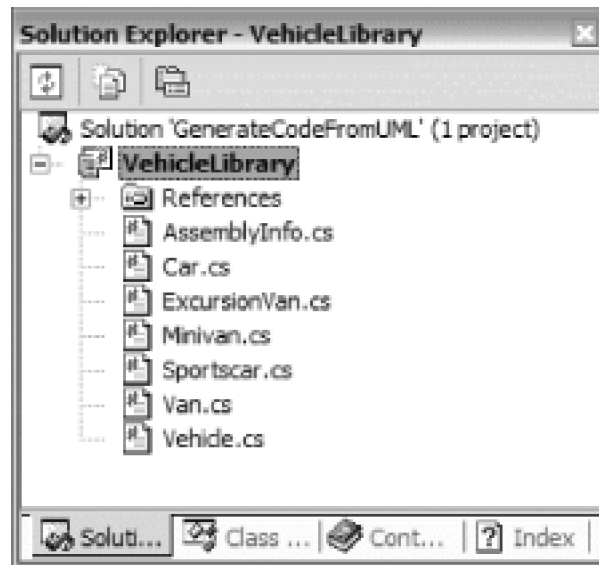 Solution Explorer - VehicleLibrary
Solution 'GenerateCodeFromUML' (1 project)
VehicleLibrary
References
AssemblyInfo.cs
Car.cs
ExcursionVan.cs
Minivan.cs
Sportscar.cs
Van.cs
Vehicle.cs
Soluti... Class ... Cont... Index